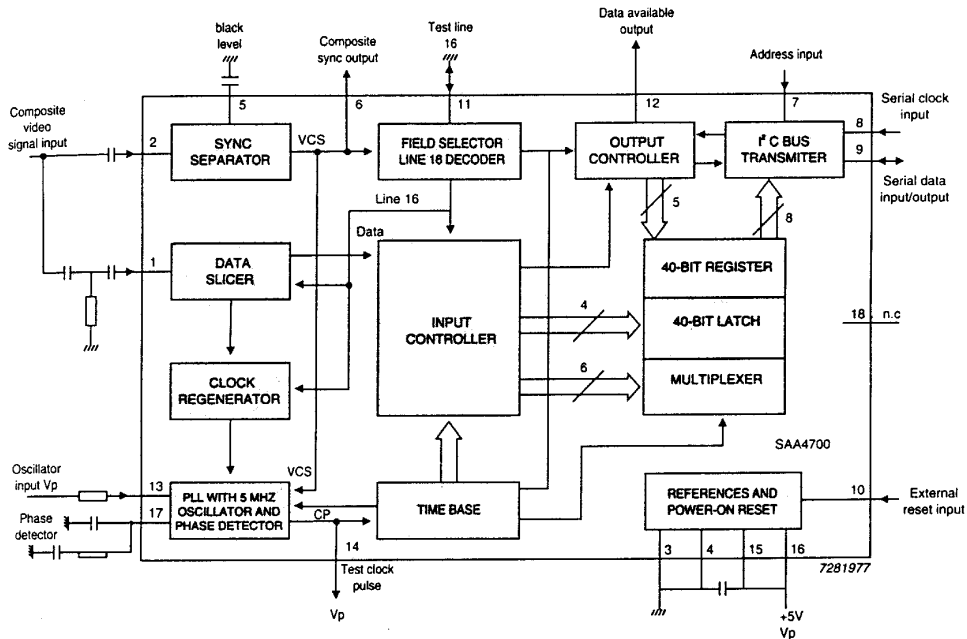 black
level
Composite
sync output
Test line
16
Data available
output
Address input
5
6
11
12
7
Composite
video
signal input
2
SYNC
SEPARATOR
VCS
FIELD SELECTOR
LINE 16 DECODER
OUTPUT
CONTROLLER
I²C BUS
TRANSMITER
8
9
Serial clock
input
Serial data
input/output
Line 16
Data
5
8
1
DATA
SLICER
INPUT
CONTROLLER
4
6
40-BIT REGISTER
40-BIT LATCH
MULTIPLEXER
18
n.c
CLOCK
REGENERATOR
SAA4700
Oscillator
input Vp
13
17
Phase
detector
VCS
PLL WITH 5 MHZ
OSCILLATOR AND
PHASE DETECTOR
CP
TIME BASE
REFERENCES AND
POWER-ON RESET
10
External
reset input
14
Test clock
pulse
Vp
3
4
15
16
7281977
+5V
Vp